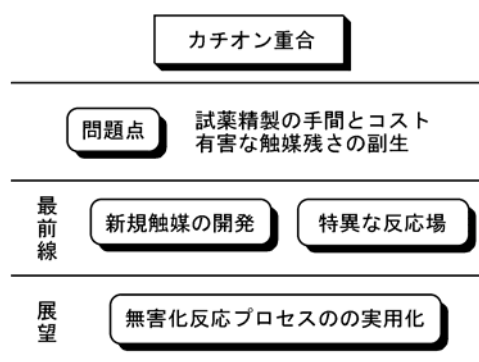 カチオン重合
問題点
試薬精製の手間とコスト
有害な触媒残さの副生
最前線
新規触媒の開発
特異な反応場
展望
無害化反応プロセスのの実用化